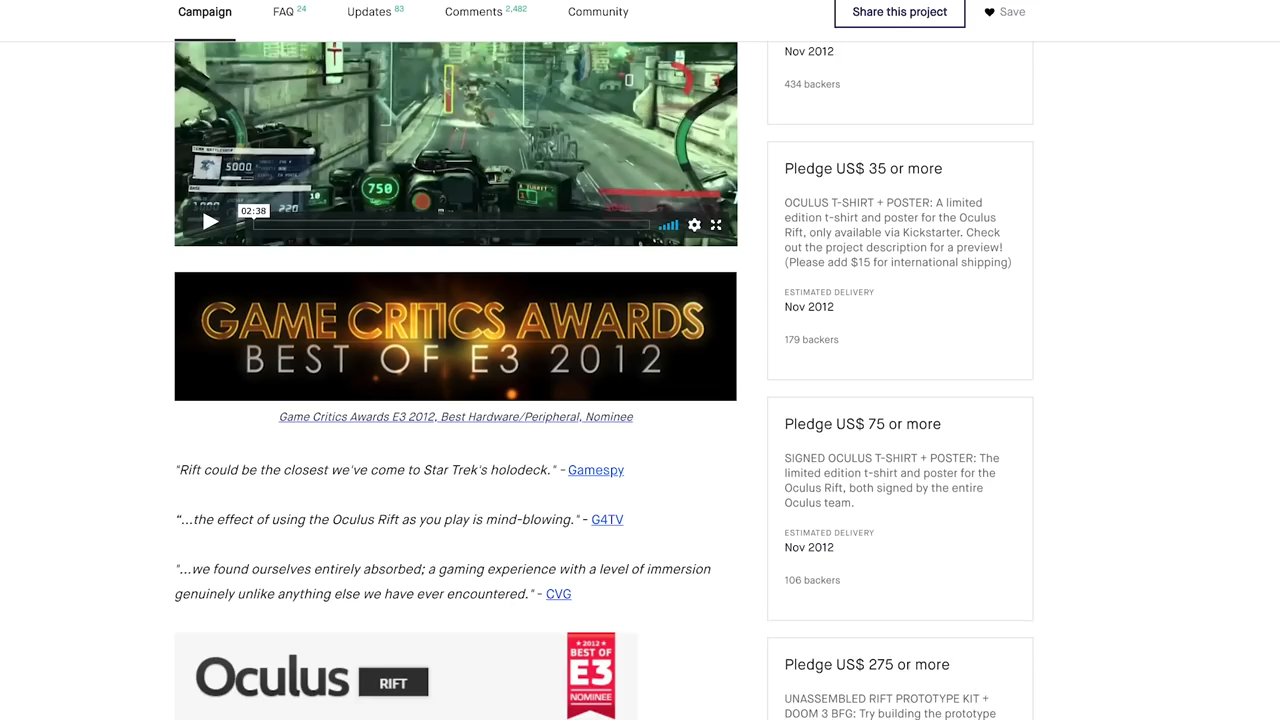 Campaign
FAQ 24
Updates 83
Comments 2,482
Community
Share this project
Save
5000
750
220
10
02:38
GAME CRITICS AWARDS
BEST OF E3 2012
Game Critics Awards E3 2012, Best Hardware/Peripheral, Nominee
"Rift could be the closest we've come to Star Trek's holodeck." - Gamespy
“...the effect of using the Oculus Rift as you play is mind-blowing." - G4TV
"...we found ourselves entirely absorbed; a gaming experience with a level of immersion
genuinely unlike anything else we have ever encountered." - CVG
Oculus RIFT
2012
BEST OF
E3
NOMINEE
Nov 2012
434 backers
Pledge US$ 35 or more
OCULUS T-SHIRT + POSTER: A limited
edition t-shirt and poster for the Oculus
Rift, only available via Kickstarter. Check
out the project description for a preview!
(Please add $15 for international shipping)
ESTIMATED DELIVERY
Nov 2012
179 backers
Pledge US$ 75 or more
SIGNED OCULUS T-SHIRT + POSTER: The
limited edition t-shirt and poster for the
Oculus Rift, both signed by the entire
Oculus team.
ESTIMATED DELIVERY
Nov 2012
106 backers
Pledge US$ 275 or more
UNASSEMBLED RIFT PROTOTYPE KIT +
DOOM 3 BFG: Try building the prototype